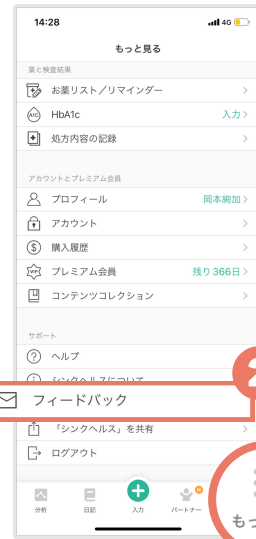 14:28
4G
もっと見る
薬と検査結果
お薬リスト／リマインダー
A1C
HbA1c
入力
処方内容の記録
アカウントとプレミアム会員
プロフィール
岡本絢加
アカウント
購入履歴
VIP
プレミアム会員
残り366日
コンテンツコレクション
サポート
ヘルプ
シンクヘルスについて
フィードバック
「シンクヘルス」を共有
ログアウト
分析
日記
入力
パートナー
もっ